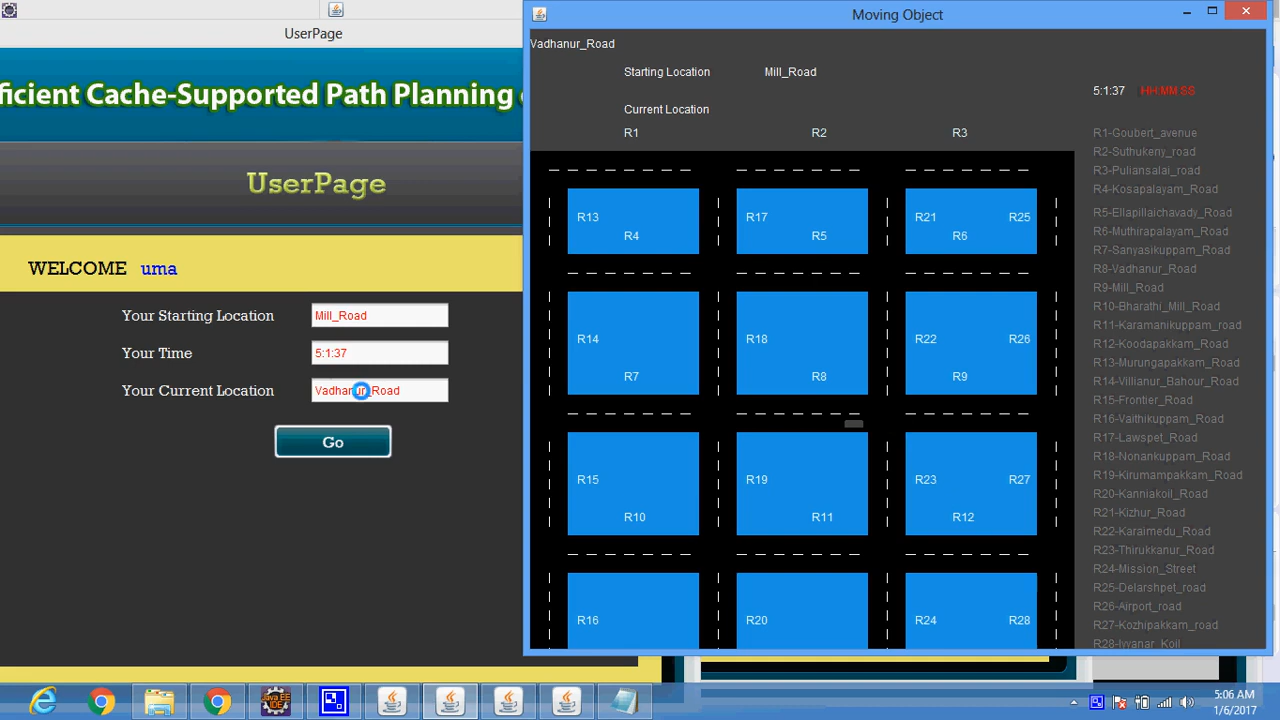 UserPage
ficient Cache-Supported Path Planning
UserPage
WELCOME uma
Your Starting Location Mill_Road
Your Time 5:1:37
Your Current Location Vadhanur_Road
Go
Moving Object
Vadhanur_Road
Starting Location Mill_Road
Current Location
5:1:37 HH:MM:SS
R1 R2 R3
R13 R17 R21 R25
R4 R5 R6
R14 R18 R22 R26
R7 R8 R9
R15 R19 R23 R27
R10 R11 R12
R16 R20 R24 R28
R1-Goubert_avenue
R2-Suthukeny_road
R3-Puliansalai_road
R4-Kosapalayam_Road
R5-Ellapillaichavady_Road
R6-Muthirapalayam_Road
R7-Sanyasikuppam_Road
R8-Vadhanur_Road
R9-Mill_Road
R10-Bharathi_Mill_Road
R11-Karamanikuppam_road
R12-Koodapakkam_Road
R13-Murungapakkam_Road
R14-Villianur_Bahour_Road
R15-Frontier_Road
R16-Vaithikuppam_Road
R17-Lawspet_Road
R18-Nonankuppam_Road
R19-Kirumampakkam_Road
R20-Kanniakoil_Road
R21-Kizhur_Road
R22-Karaimedu_Road
R23-Thirukkanur_Road
R24-Mission_Street
R25-Delarshpet_road
R26-Airport_road
R27-Kozhipakkam_road
R28-Iyyanar_Koil
Java EE
IDE
5:06 AM
1/6/2017